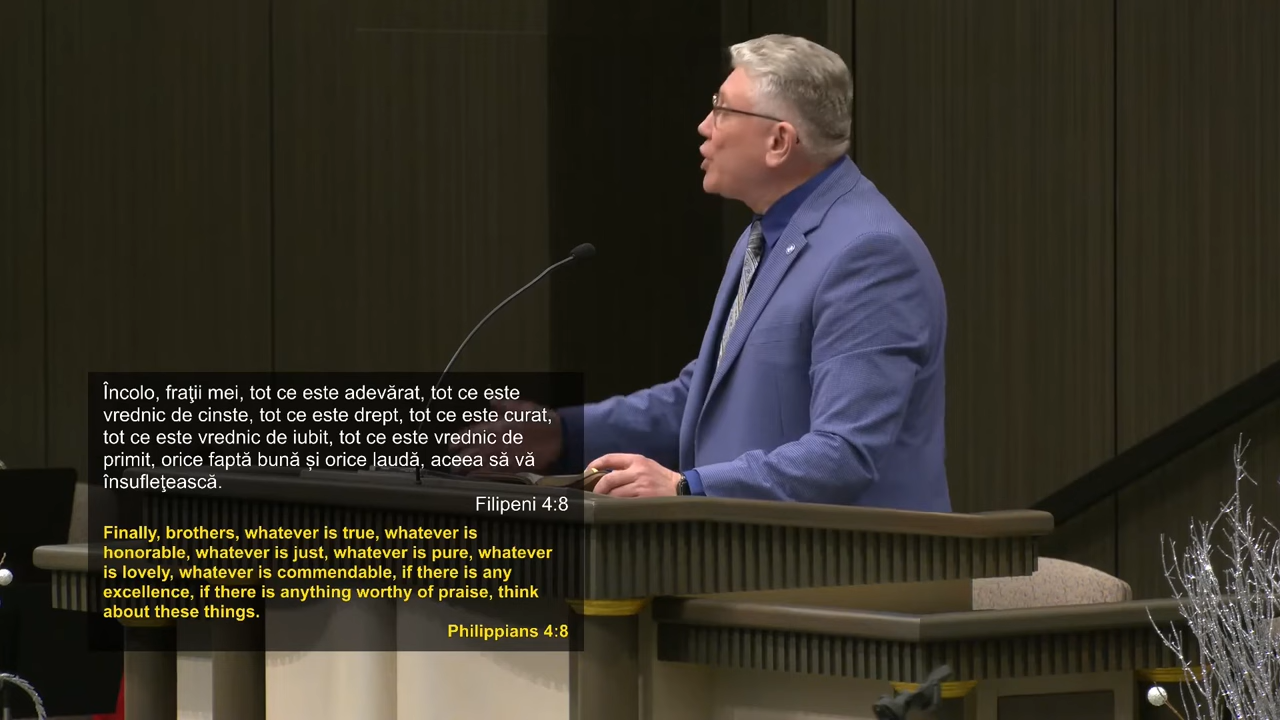 Încolo, fraţii mei, tot ce este adevărat, tot ce este
vrednic de cinste, tot ce este drept, tot ce este curat,
tot ce este vrednic de iubit, tot ce este vrednic de
primit, orice faptă bună și orice laudă, aceea să vă
însufleţească.
Filipeni 4:8
Finally, brothers, whatever is true, whatever is
honorable, whatever is just, whatever is pure, whatever
is lovely, whatever is commendable, if there is any
excellence, if there is anything worthy of praise, think
about these things.
Philippians 4:8